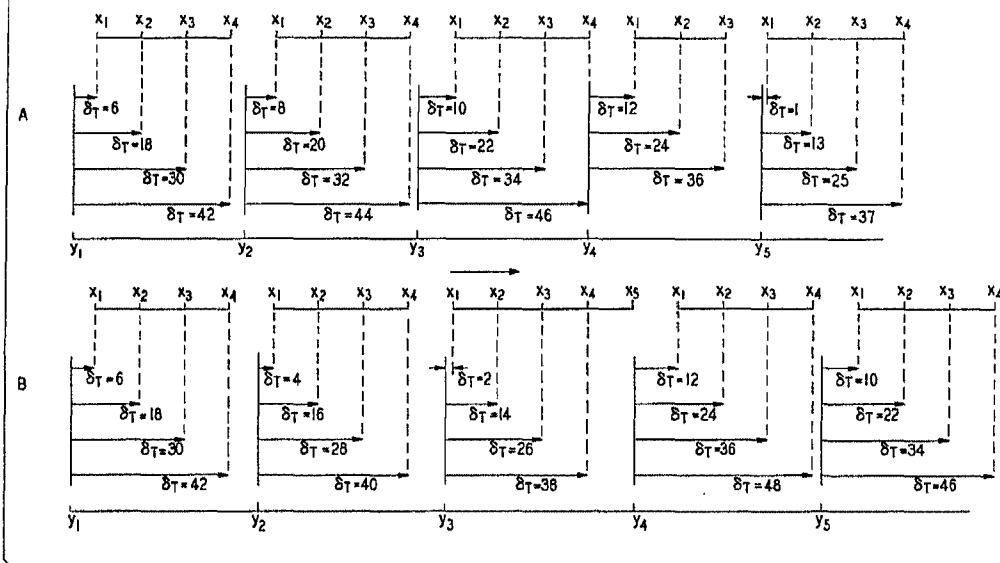 x₁ x₂ x₃ x₄ x₁ x₂ x₃ x₄ x₁ x₂ x₃ x₄ x₁ x₂ x₃ x₁ x₂ x₃ x₄
A
δT=6 δT=8 δT=10 δT=12 δT=1
δT=18 δT=20 δT=22 δT=24 δT=13
δT=30 δT=32 δT=34 δT=36 δT=25
δT=42 δT=44 δT=46 δT=37
y₁ y₂ y₃ y₄ y₅
x₁ x₂ x₃ x₄ x₁ x₂ x₃ x₄ x₁ x₂ x₃ x₄ x₅ x₁ x₂ x₃ x₄ x₁ x₂ x₃ x₄
B
δT=6 δT=4 δT=2 δT=12 δT=10
δT=18 δT=16 δT=14 δT=24 δT=22
δT=30 δT=28 δT=26 δT=36 δT=34
δT=42 δT=40 δT=38 δT=48 δT=46
y₁ y₂ y₃ y₄ y₅